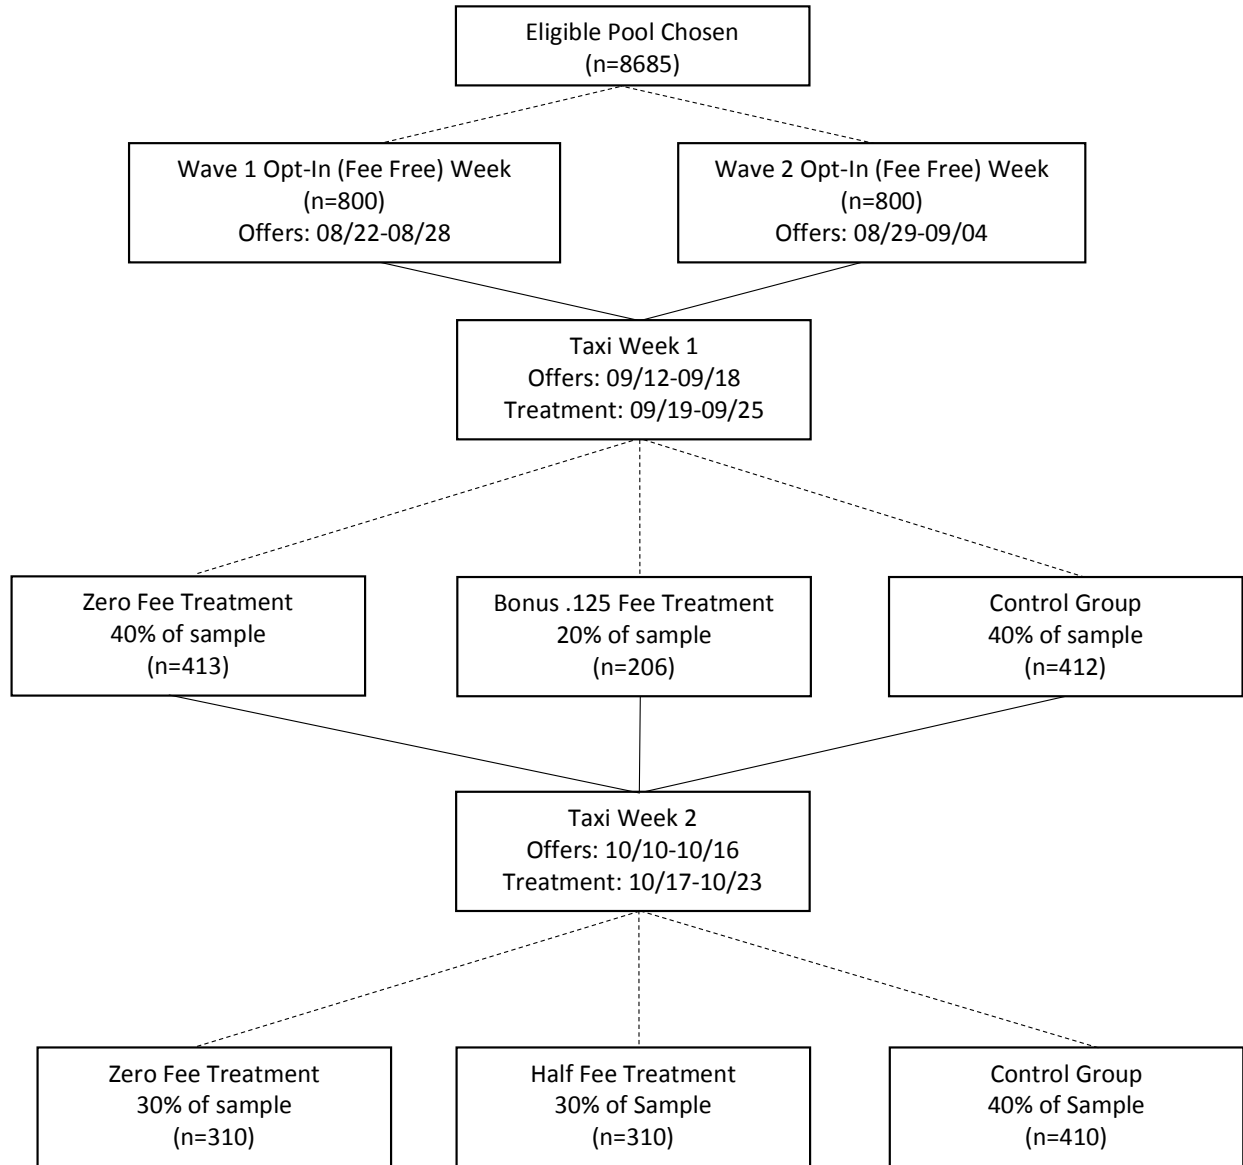 Eligible Pool Chosen
(n=8685)
Wave 1 Opt-In (Fee Free) Week
(n=800)
Offers: 08/22-08/28
Wave 2 Opt-In (Fee Free) Week
(n=800)
Offers: 08/29-09/04
Taxi Week 1
Offers: 09/12-09/18
Treatment: 09/19-09/25
Zero Fee Treatment
40% of sample
(n=413)
Bonus .125 Fee Treatment
20% of sample
(n=206)
Control Group
40% of sample
(n=412)
Taxi Week 2
Offers: 10/10-10/16
Treatment: 10/17-10/23
Zero Fee Treatment
30% of sample
(n=310)
Half Fee Treatment
30% of Sample
(n=310)
Control Group
40% of Sample
(n=410)